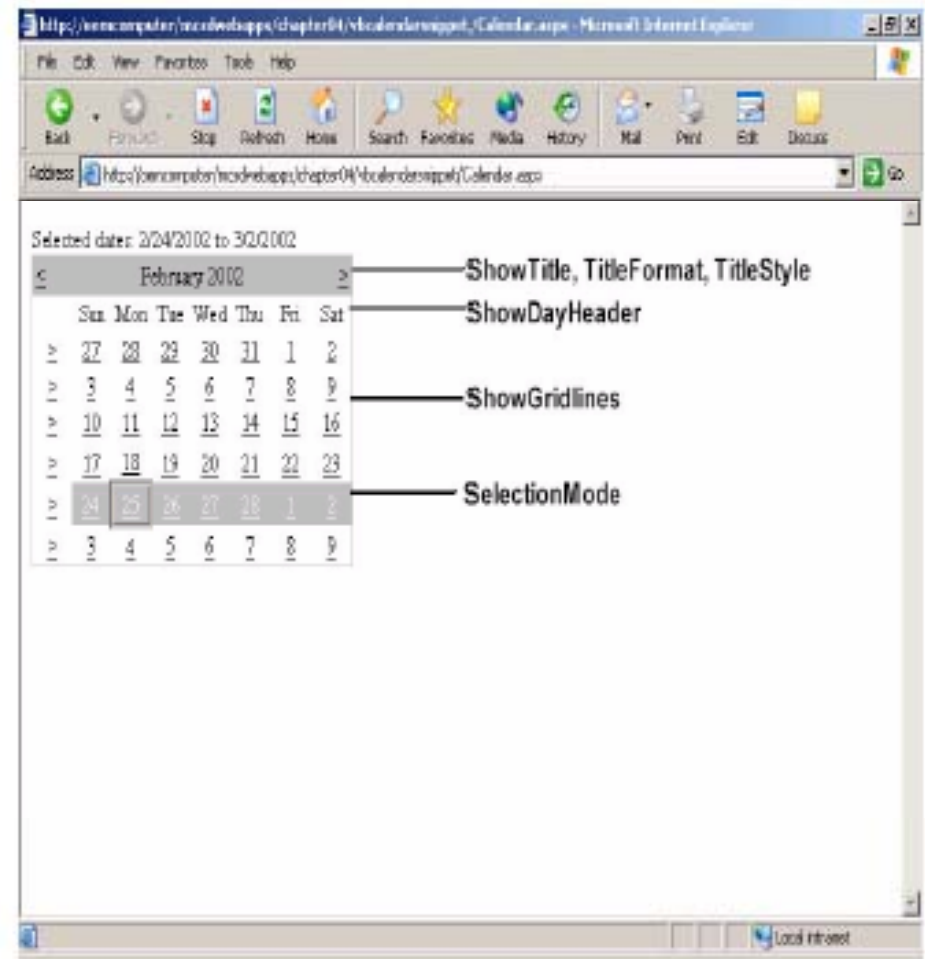 File Edit View Favorites Tools Help
Back Stop Refresh Home Search Favorites Media History Mail Print Edit Discuss
Address Go
Selected dates: 2/24/2002 to 3/2/2002
< February 2002 >
ShowTitle, TitleFormat, TitleStyle
Sun Mon Tue Wed Thu Fri Sat
ShowDayHeader
> 27 28 29 30 31 1 2
> 3 4 5 6 7 8 9
ShowGridlines
> 10 11 12 13 14 15 16
> 17 18 19 20 21 22 23
> 24 25 26 27 28 1 2
SelectionMode
> 3 4 5 6 7 8 9
Local intranet